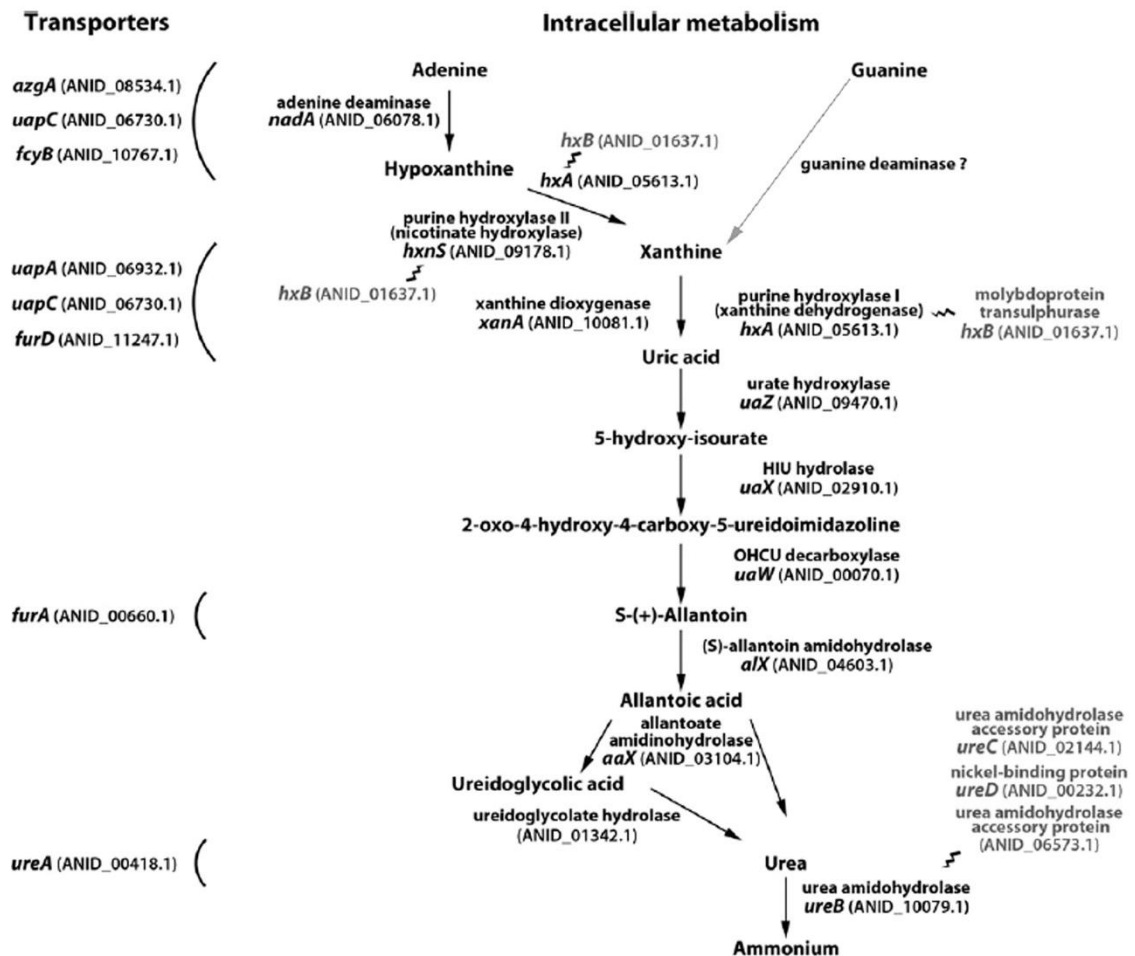 Transporters
Intracellular metabolism
azgA (ANID_08534.1)
uapC (ANID_06730.1)
fcyB (ANID_10767.1)
Adenine
Guanine
adenine deaminase
nadA (ANID_06078.1)
hxB (ANID_01637.1)
Hypoxanthine
hxA (ANID_05613.1)
guanine deaminase ?
purine hydroxylase II
(nicotinate hydroxylase)
hxnS (ANID_09178.1)
Xanthine
uapA (ANID_06932.1)
uapC (ANID_06730.1)
furD (ANID_11247.1)
hxB (ANID_01637.1)
xanthine dioxygenase
xanA (ANID_10081.1)
purine hydroxylase I
(xanthine dehydrogenase)
hxA (ANID_05613.1)
molybdoprotein
transulphurase
hxB (ANID_01637.1)
Uric acid
urate hydroxylase
uaZ (ANID_09470.1)
5-hydroxy-isourate
HIU hydrolase
uaX (ANID_02910.1)
2-oxo-4-hydroxy-4-carboxy-5-ureidoimidazoline
OHCU decarboxylase
uaW (ANID_00070.1)
furA (ANID_00660.1)
S-(+)-Allantoin
(S)-allantoin amidohydrolase
alX (ANID_04603.1)
Allantoic acid
allantoate
amidinohydrolase
aaX (ANID_03104.1)
urea amidohydrolase
accessory protein
ureC (ANID_02144.1)
nickel-binding protein
ureD (ANID_00232.1)
urea amidohydrolase
accessory protein
(ANID_06573.1)
Ureidoglycolic acid
ureidoglycolate hydrolase
(ANID_01342.1)
ureA (ANID_00418.1)
Urea
urea amidohydrolase
ureB (ANID_10079.1)
Ammonium